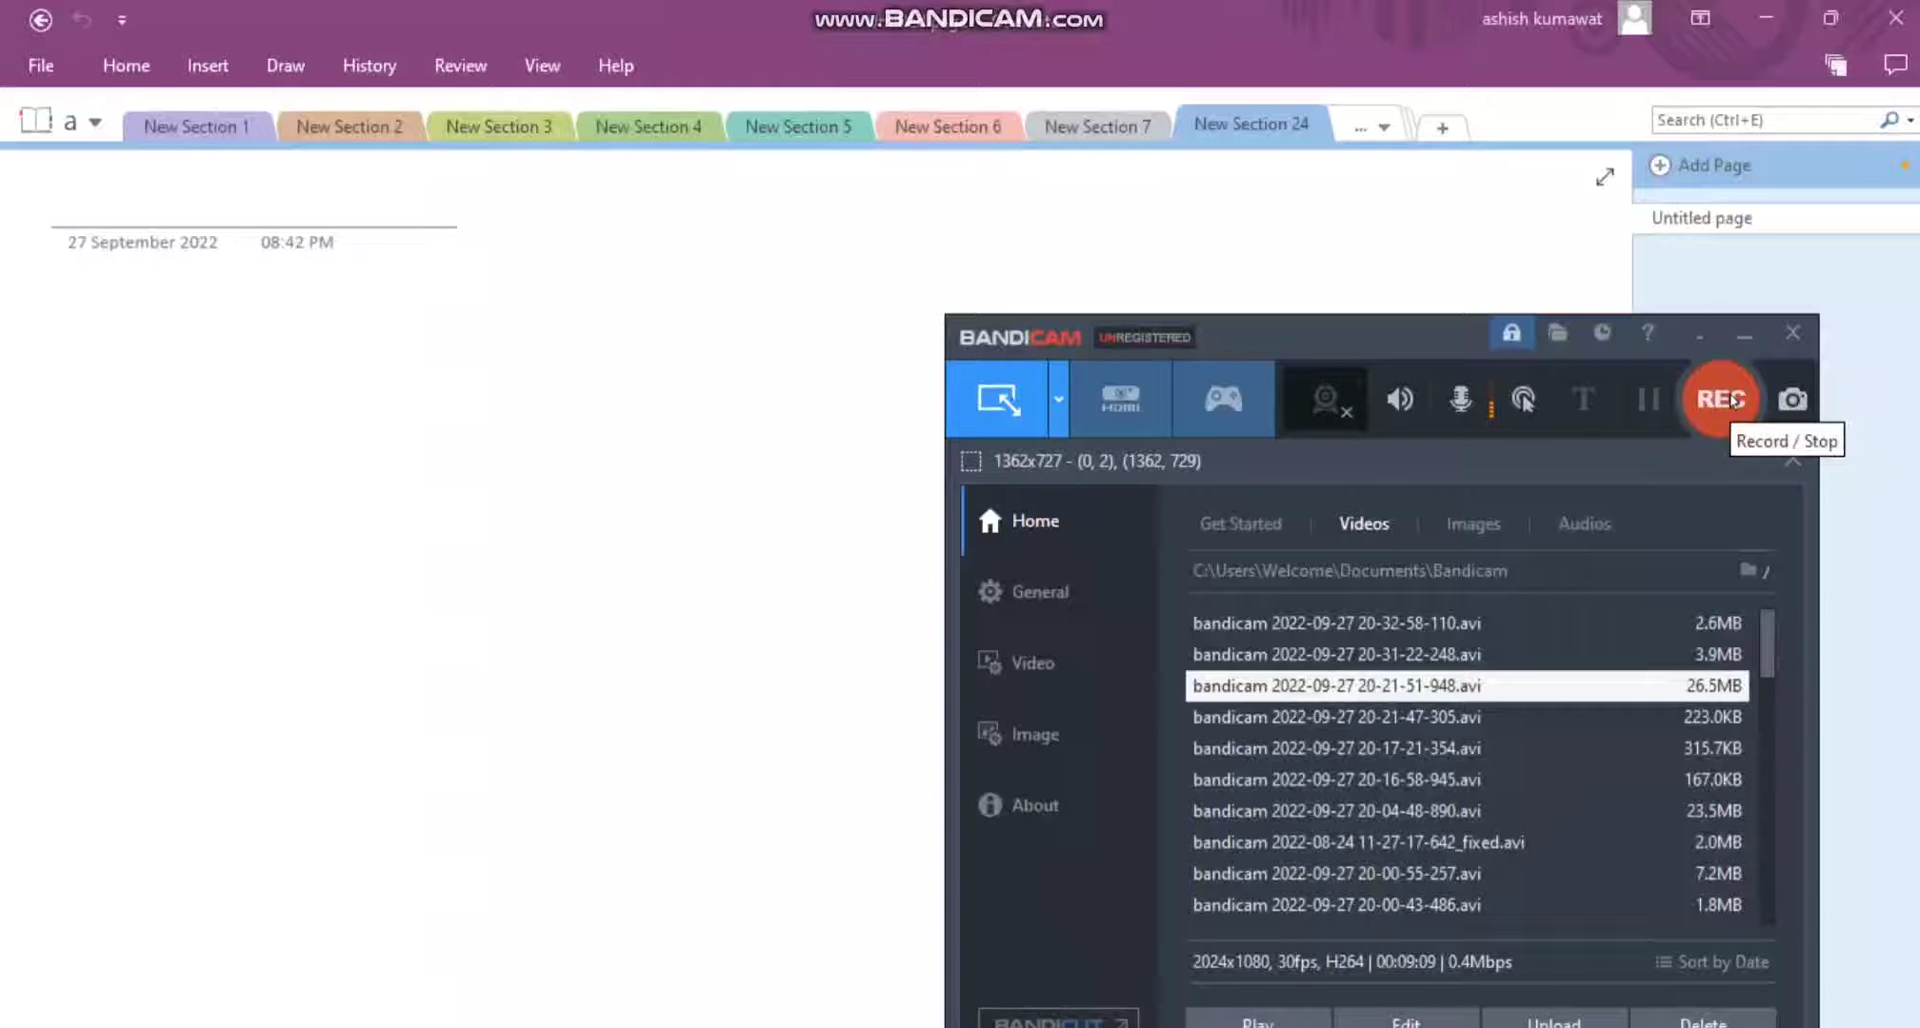 www.BANDICAM.com
ashish kumawat
File Home Insert Draw History Review View Help
a New Section 1 New Section 2 New Section 3 New Section 4 New Section 5 New Section 6 New Section 7 New Section 24 ... + Search (Ctrl+E)
Add Page
Untitled page
27 September 2022 08:42 PM
BANDICAM UNREGISTERED ?
HDMI T REC
Record / Stop
1362x727 - (0, 2), (1362, 729)
Home
General
Video
Image
About
Get Started Videos Images Audios
C:\Users\Welcome\Documents\Bandicam
bandicam 2022-09-27 20-32-58-110.avi 2.6MB
bandicam 2022-09-27 20-31-22-248.avi 3.9MB
bandicam 2022-09-27 20-21-51-948.avi 26.5MB
bandicam 2022-09-27 20-21-47-305.avi 223.0KB
bandicam 2022-09-27 20-17-21-354.avi 315.7KB
bandicam 2022-09-27 20-16-58-945.avi 167.0KB
bandicam 2022-09-27 20-04-48-890.avi 23.5MB
bandicam 2022-08-24 11-27-17-642_fixed.avi 2.0MB
bandicam 2022-09-27 20-00-55-257.avi 7.2MB
bandicam 2022-09-27 20-00-43-486.avi 1.8MB
2024x1080, 30fps, H264 | 00:09:09 | 0.4Mbps Sort by Date
BANDICUT Play Edit Upload Delete